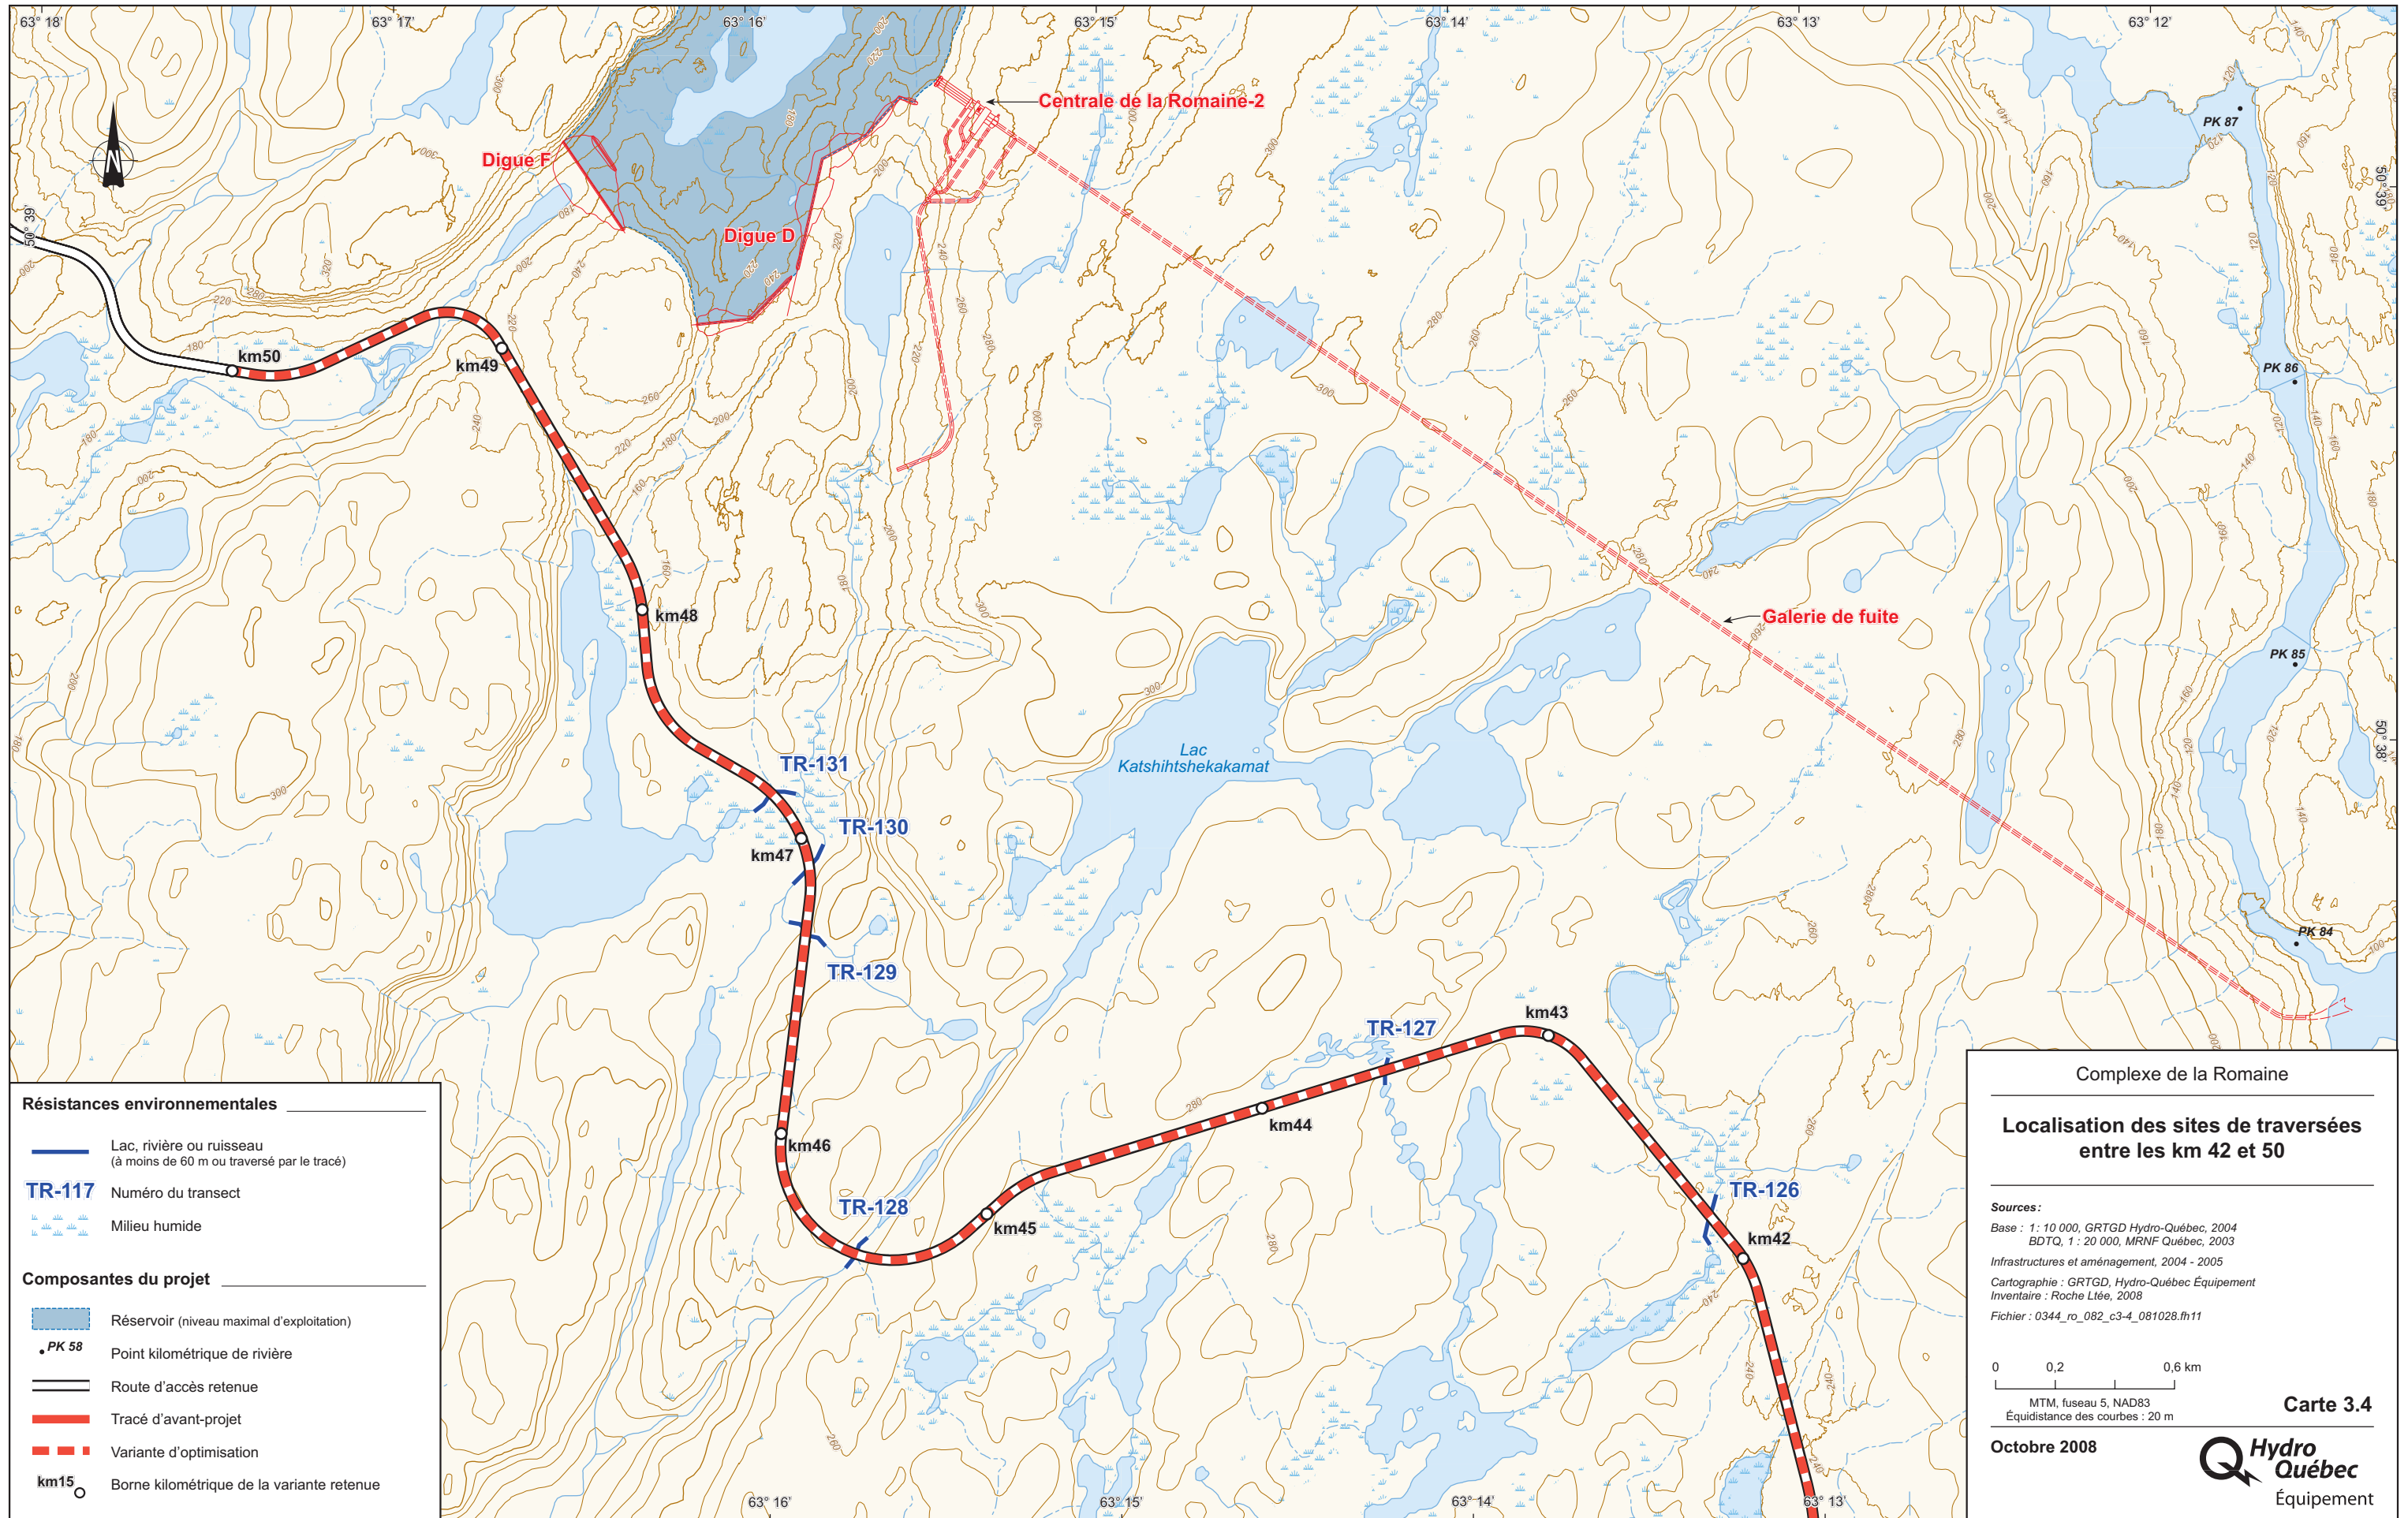 63° 18'
63° 17'
63° 16'
63° 15'
63° 14'
63° 13'
63° 12'
Centrale de la Romaine-2
PK 87
Digue F
Digue D
50° 39'
50° 39'
km50
km49
PK 86
km48
Galerie de fuite
PK 85
50° 38'
Lac
Katshihtshekakamat
TR-131
TR-130
km47
TR-129
PK 84
km43
TR-127
km44
km46
TR-128
km45
TR-126
km42
63° 16'
63° 15'
63° 14'
63° 13'
Résistances environnementales
Lac, rivière ou ruisseau
(à moins de 60 m ou traversé par le tracé)
TR-117 Numéro du transect
Milieu humide
Composantes du projet
Réservoir (niveau maximal d'exploitation)
PK 58 Point kilométrique de rivière
Route d'accès retenue
Tracé d'avant-projet
Variante d'optimisation
km15 Borne kilométrique de la variante retenue
Complexe de la Romaine
Localisation des sites de traversées
entre les km 42 et 50
Sources :
Base : 1 : 10 000, GRTGD Hydro-Québec, 2004
BDTQ, 1 : 20 000, MRNF Québec, 2003
Infrastructures et aménagement, 2004 - 2005
Cartographie : GRTGD, Hydro-Québec Équipement
Inventaire : Roche Ltée, 2008
Fichier : 0344_ro_082_c3-4_081028.fh11
0 0,2 0,6 km
MTM, fuseau 5, NAD83
Équidistance des courbes : 20 m
Carte 3.4
Octobre 2008
Hydro
Québec
Équipement